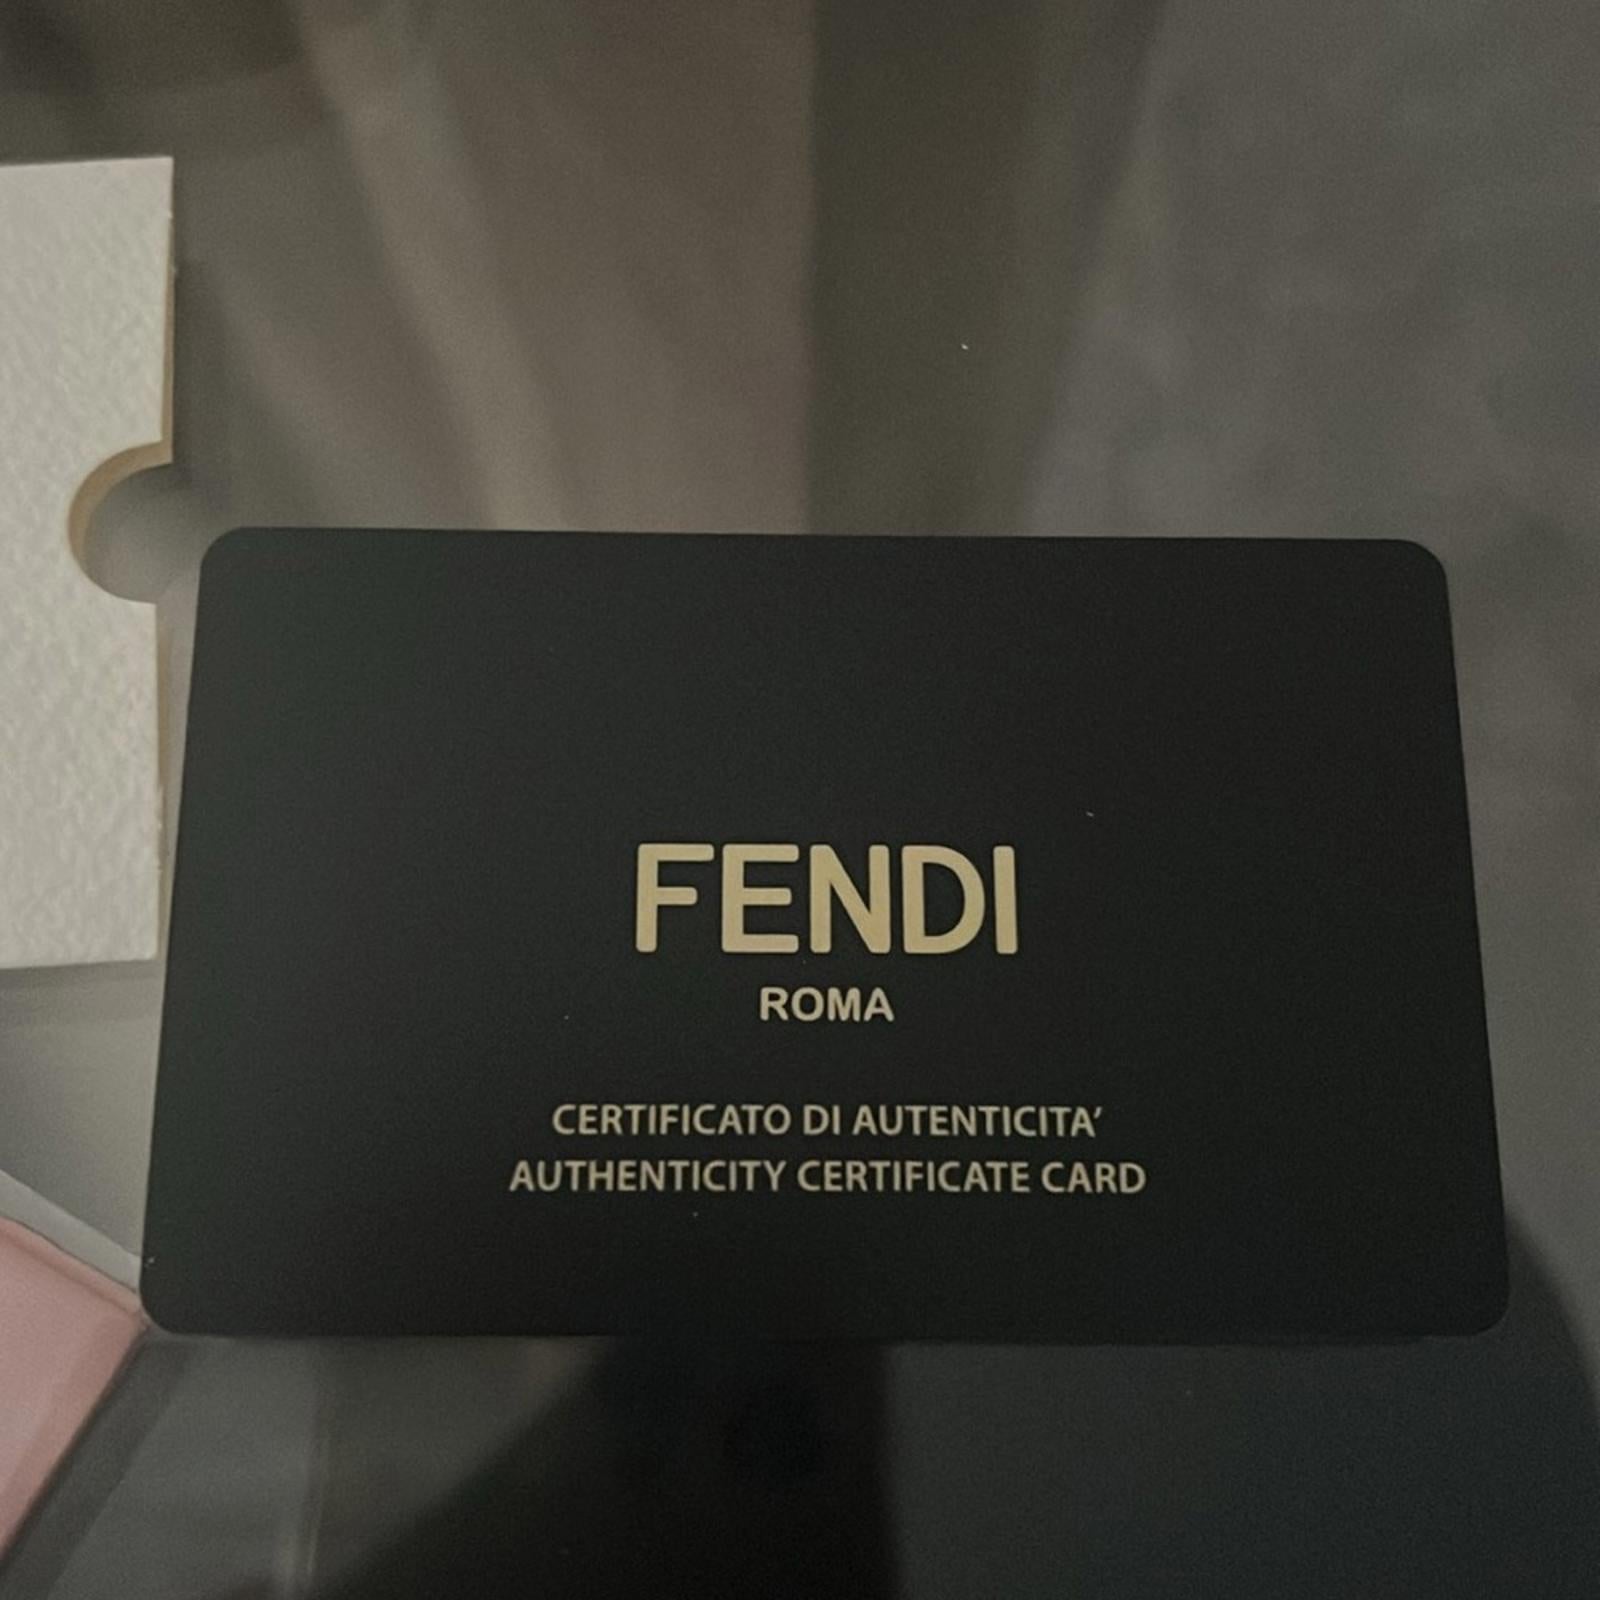 FENDI
ROMA
CERTIFICATO DI AUTENTICITA'
AUTHENTICITY CERTIFICATE CARD